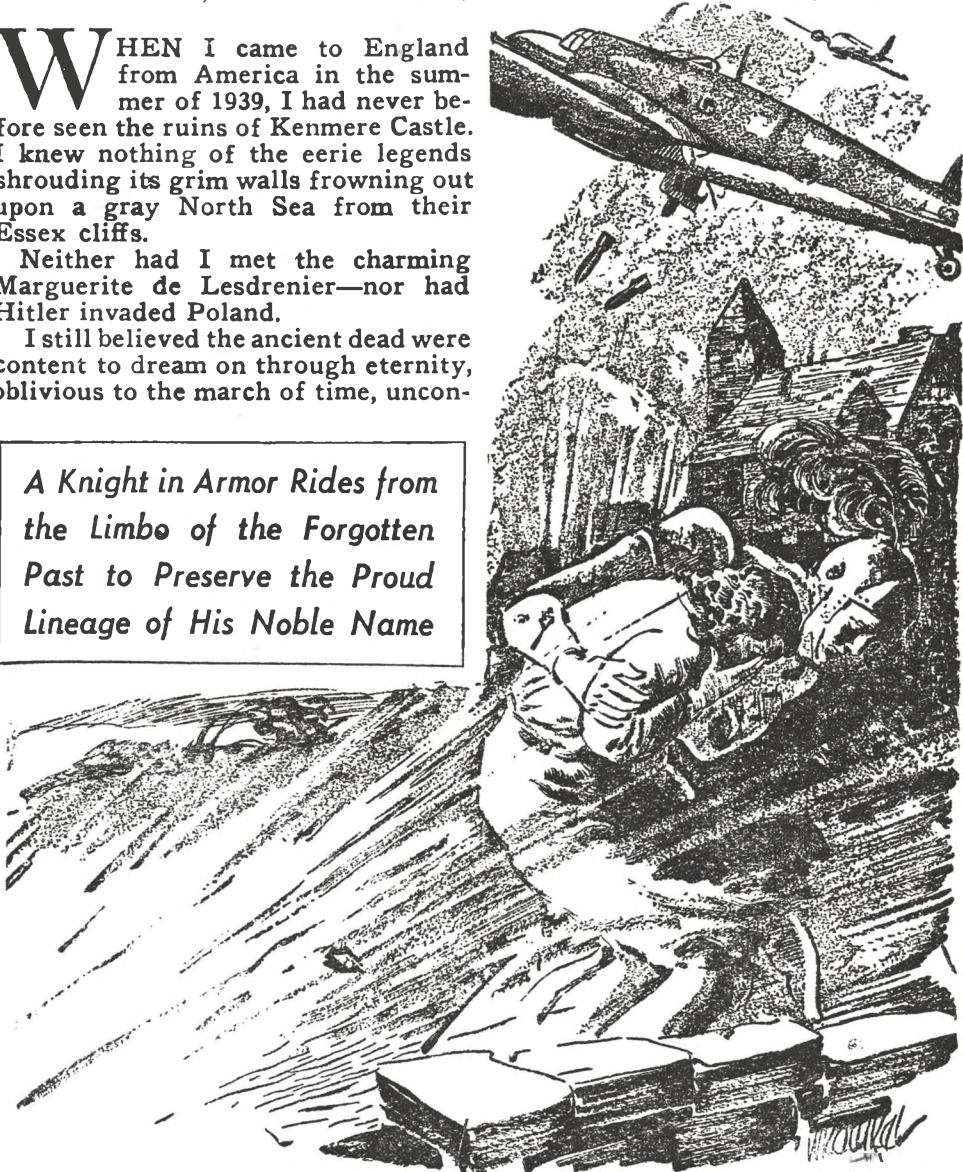 WHEN I came to England
from America in the sum-
mer of 1939, I had never be-
fore seen the ruins of Kenmere Castle.
I knew nothing of the eerie legends
shrouding its grim walls frowning out
upon a gray North Sea from their
Essex cliffs.
Neither had I met the charming
Marguerite de Lesdrenier—nor had
Hitler invaded Poland.
I still believed the ancient dead were
content to dream on through eternity,
oblivious to the march of time, uncon-
A Knight in Armor Rides from
the Limbo of the Forgotten
Past to Preserve the Proud
Lineage of His Noble Name